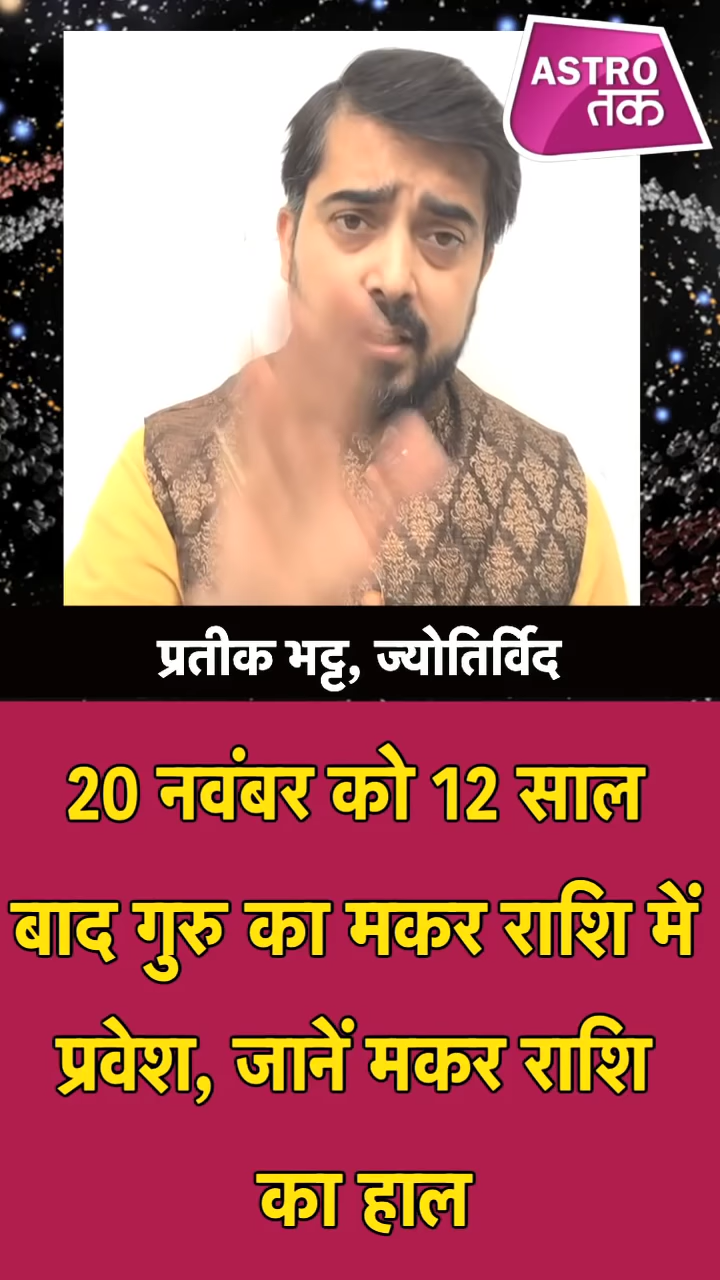 ASTRO
तक
प्रतीक भट्ट, ज्योतिर्विद
20 नवंबर को 12 साल
बाद गुरु का मकर राशि में
प्रवेश, जानें मकर राशि
का हाल